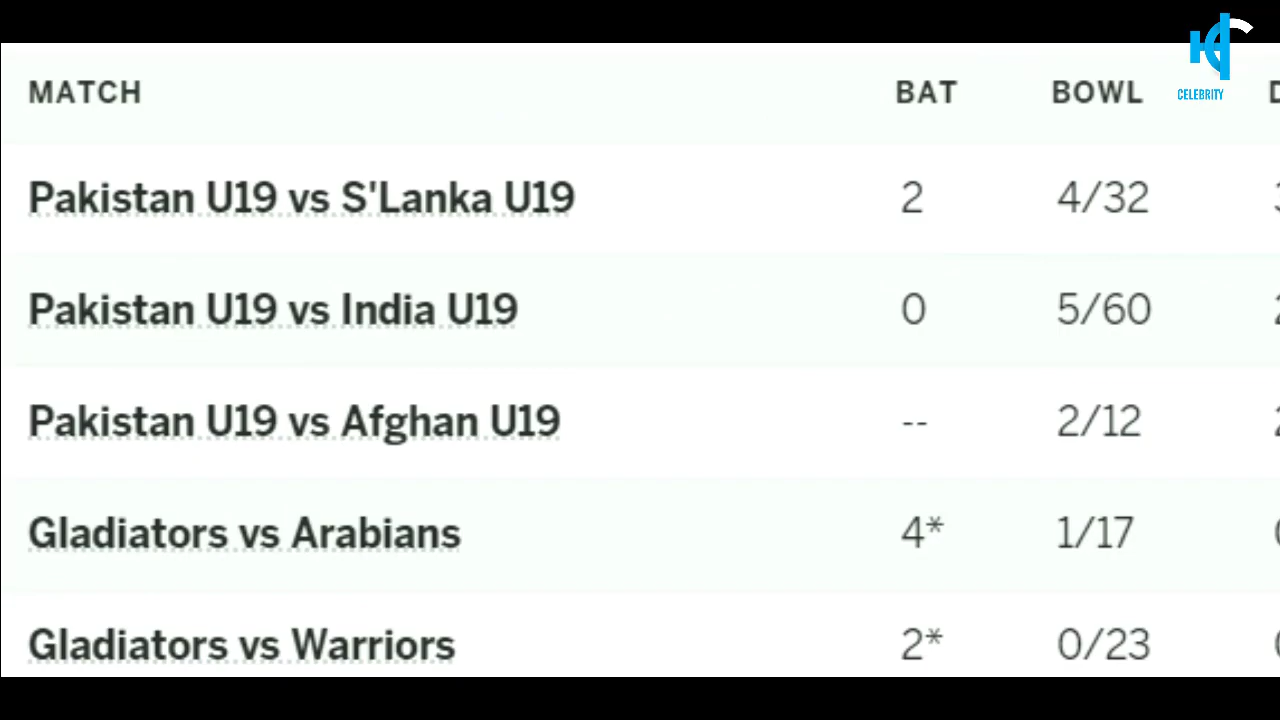 MATCH BAT BOWL
CELEBRITY
Pakistan U19 vs S'Lanka U19 2 4/32
Pakistan U19 vs India U19 0 5/60
Pakistan U19 vs Afghan U19 -- 2/12
Gladiators vs Arabians 4* 1/17
Gladiators vs Warriors 2* 0/23